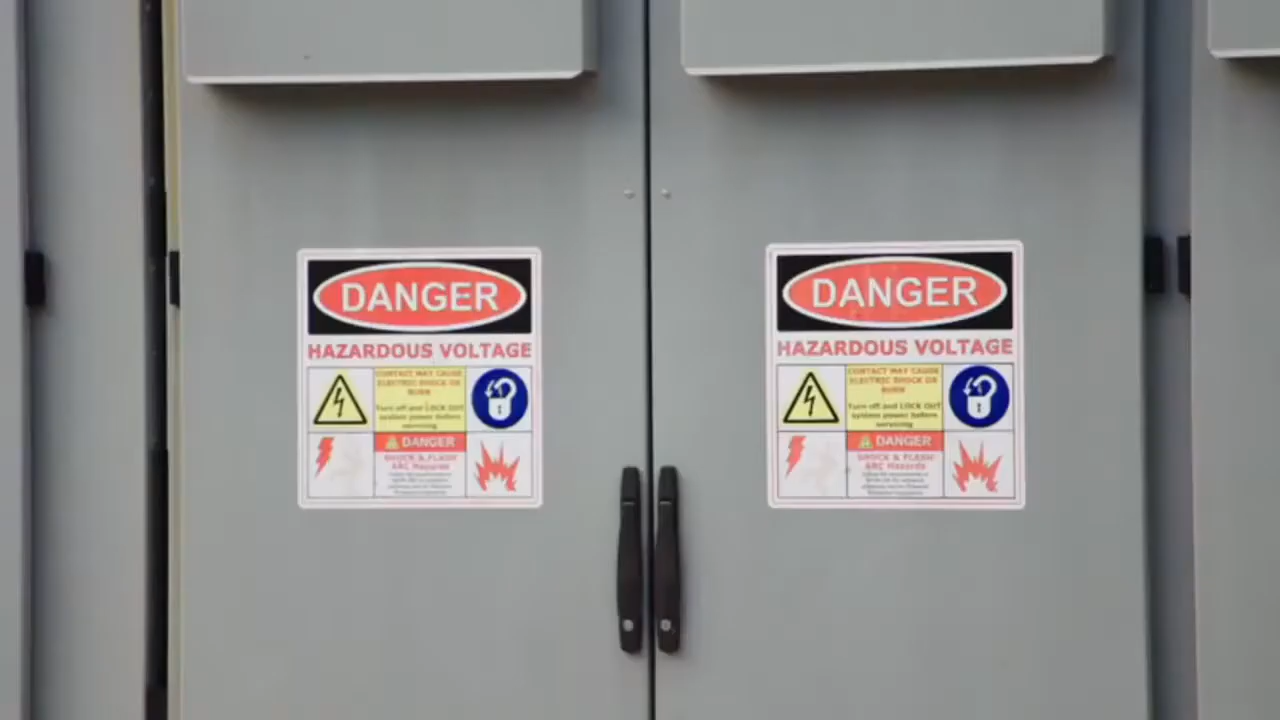 DANGER
HAZARDOUS VOLTAGE
CONTACT MAY CAUSE
ELECTRIC SHOCK OR
BURN
Turn off and LOCK OUT
system power before
servicing
DANGER
SHOCK & FLASH
ARC Hazards
DANGER
HAZARDOUS VOLTAGE
CONTACT MAY CAUSE
ELECTRIC SHOCK OR
BURN
Turn off and LOCK OUT
system power before
servicing
DANGER
SHOCK & FLASH
ARC Hazards